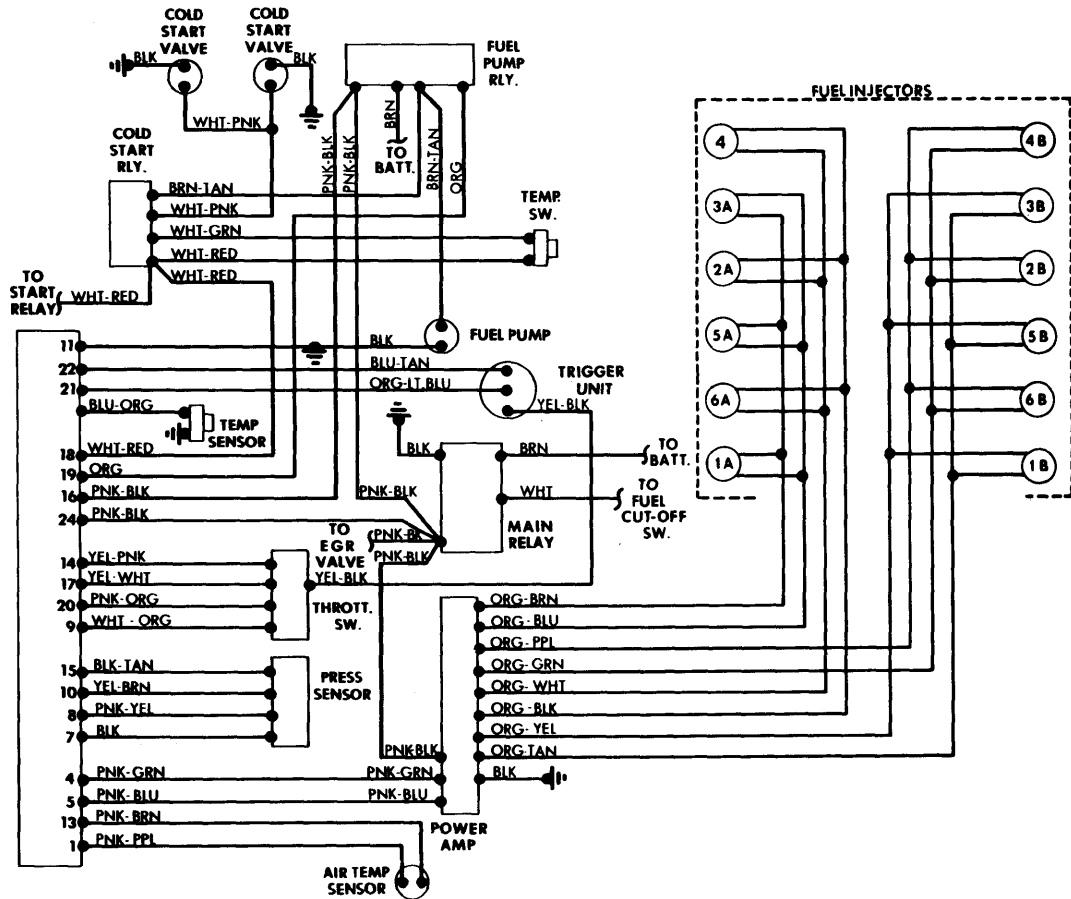 COLD
START
VALVE
COLD
START
VALVE
FUEL
PUMP
RLY.
BLK
BLK
WHT-PNK
COLD
START
RLY.
PNK-BLK
PNK-BLK
BRN
TO
BATT.
BRN-TAN
ORG
BRN-TAN
WHT-PNK
WHT-GRN
WHT-RED
WHT-RED
TEMP.
SW.
TO
START
RELAY
WHT-RED
FUEL INJECTORS
4
3A
2A
5A
6A
1A
4B
3B
2B
5B
6B
1B
11
BLK
FUEL PUMP
22
BLU-TAN
21
ORG-LT.BLU
TRIGGER
UNIT
YEL-BLK
BLU-ORG
TEMP
SENSOR
18
WHT-RED
19
ORG
16
PNK-BLK
24
PNK-BLK
BLK
BRN
TO
BATT.
WHT
TO
FUEL
CUT-OFF
SW.
MAIN
RELAY
PNK-BLK
TO
EGR
VALVE
PNK-BK
PNK-BLK
14
YEL-PNK
17
YEL-WHT
20
PNK-ORG
9
WHT-ORG
YEL-BLK
THROTT.
SW.
15
BLK-TAN
10
YEL-BRN
8
PNK-YEL
7
BLK
PRESS
SENSOR
ORG-BRN
ORG-BLU
ORG-PPL
ORG-GRN
ORG-WHT
ORG-BLK
ORG-YEL
ORG-TAN
BLK
PNK-BLK
4
PNK-GRN
PNK-GRN
5
PNK-BLU
PNK-BLU
13
PNK-BRN
1
PNK-PPL
POWER
AMP
AIR TEMP
SENSOR